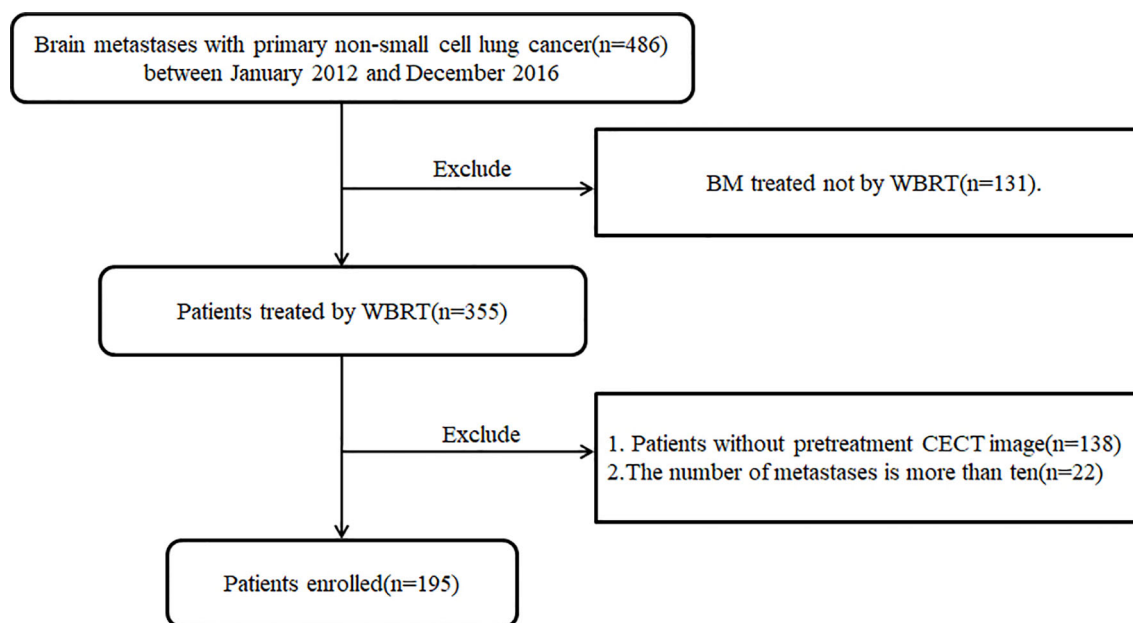 Brain metastases with primary non-small cell lung cancer(n=486)
between January 2012 and December 2016
Exclude
BM treated not by WBRT(n=131).
Patients treated by WBRT(n=355)
Exclude
1. Patients without pretreatment CECT image(n=138)
2.The number of metastases is more than ten(n=22)
Patients enrolled(n=195)